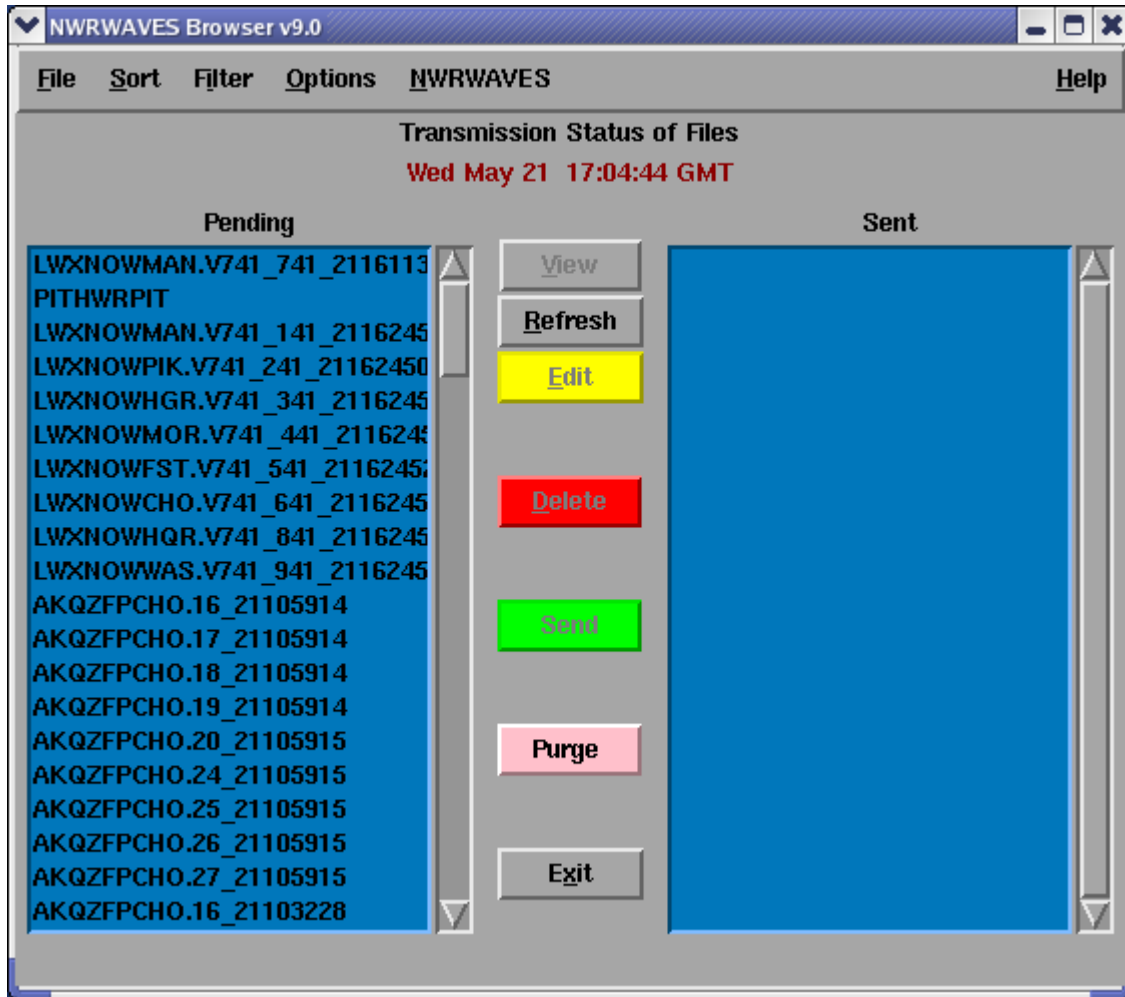 NWRWAVES Browser v9.0
File Sort Filter Options NWRWAVES Help
Transmission Status of Files
Wed May 21 17:04:44 GMT
Pending
LWXNOWMAN.V741_741_2116113
PITHWRPIT
LWXNOWMAN.V741_141_2116245
LWXNOWPIK.V741_241_21162450
LWXNOWHGR.V741_341_2116245
LWXNOWMOR.V741_441_2116245
LWXNOWFST.V741_541_21162452
LWXNOWCHO.V741_641_2116245
LWXNOWHQR.V741_841_2116245
LWXNOWWAS.V741_941_2116245
AKQZFPCHO.16_21105914
AKQZFPCHO.17_21105914
AKQZFPCHO.18_21105914
AKQZFPCHO.19_21105914
AKQZFPCHO.20_21105915
AKQZFPCHO.24_21105915
AKQZFPCHO.25_21105915
AKQZFPCHO.26_21105915
AKQZFPCHO.27_21105915
AKQZFPCHO.16_21103228
View
Refresh
Edit
Delete
Send
Purge
Exit
Sent